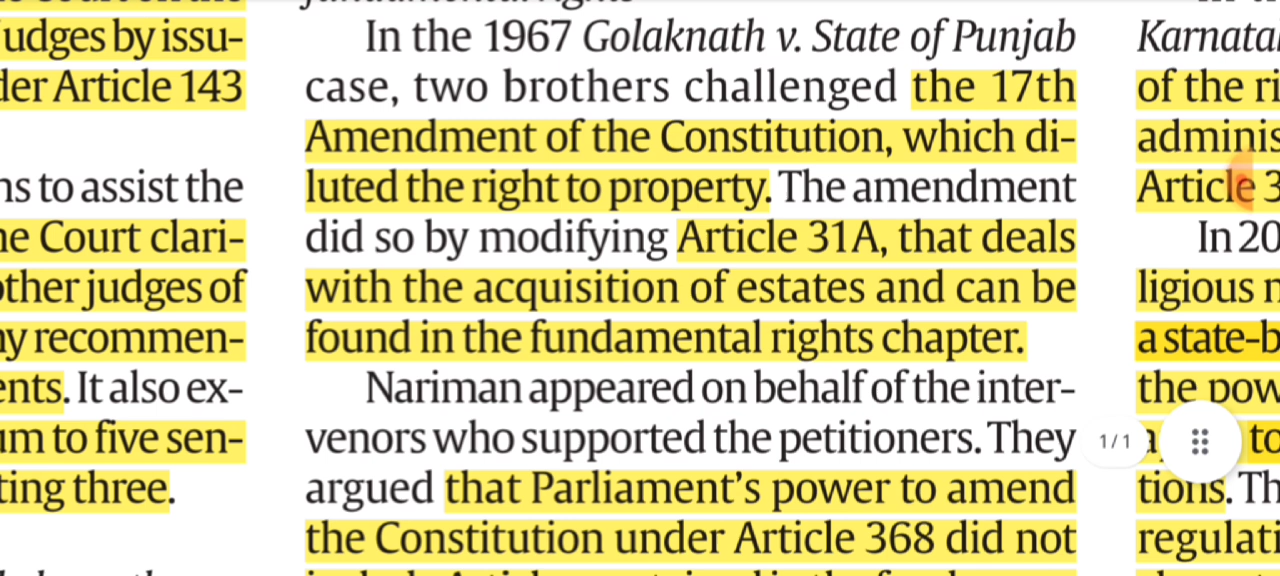 udges by issu-
der Article 143
ns to assist the
he Court clari-
other judges of
ny recommen-
ents. It also ex-
um to five sen-
ting three.
fundamental rights
In the 1967 Golaknath v. State of Punjab
case, two brothers challenged the 17th
Amendment of the Constitution, which di-
luted the right to property. The amendment
did so by modifying Article 31A, that deals
with the acquisition of estates and can be
found in the fundamental rights chapter.
Nariman appeared on behalf of the inter-
venors who supported the petitioners. They
argued that Parliament's power to amend
the Constitution under Article 368 did not
Karnata
of the ri
adminis
Article 3
In 20
ligious
a state-b
the pow
to
tions. Th
regulati
1/1